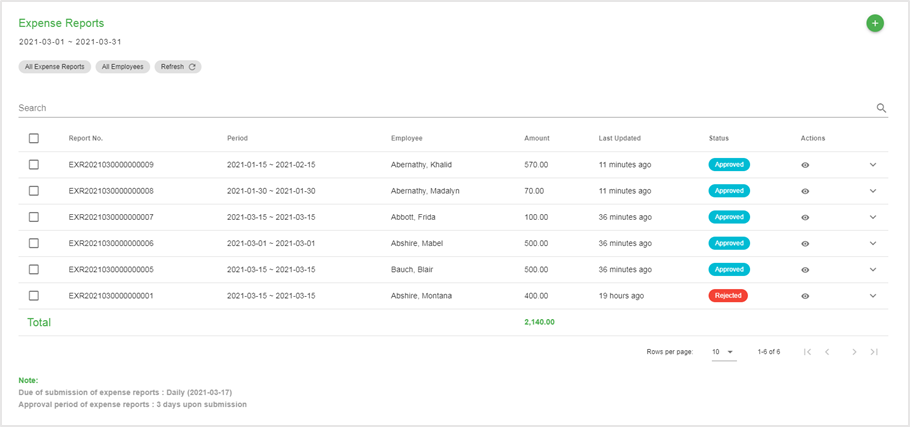 Expense Reports
2021-03-01 ~ 2021-03-31
All Expense Reports All Employees Refresh
Search
Report No. Period Employee Amount Last Updated Status Actions
EXR2021030000000009 2021-01-15 ~ 2021-02-15 Abernathy, Khalid 570.00 11 minutes ago Approved
EXR2021030000000008 2021-01-30 ~ 2021-01-30 Abernathy, Madalyn 70.00 11 minutes ago Approved
EXR2021030000000007 2021-03-15 ~ 2021-03-15 Abbott, Frida 100.00 36 minutes ago Approved
EXR2021030000000006 2021-03-01 ~ 2021-03-01 Abshire, Mabel 500.00 36 minutes ago Approved
EXR2021030000000005 2021-03-15 ~ 2021-03-15 Bauch, Blair 500.00 36 minutes ago Approved
EXR2021030000000001 2021-03-15 ~ 2021-03-15 Abshire, Montana 400.00 19 hours ago Rejected
Total 2,140.00
Rows per page: 10 1-6 of 6
Note:
Due of submission of expense reports : Daily (2021-03-17)
Approval period of expense reports : 3 days upon submission